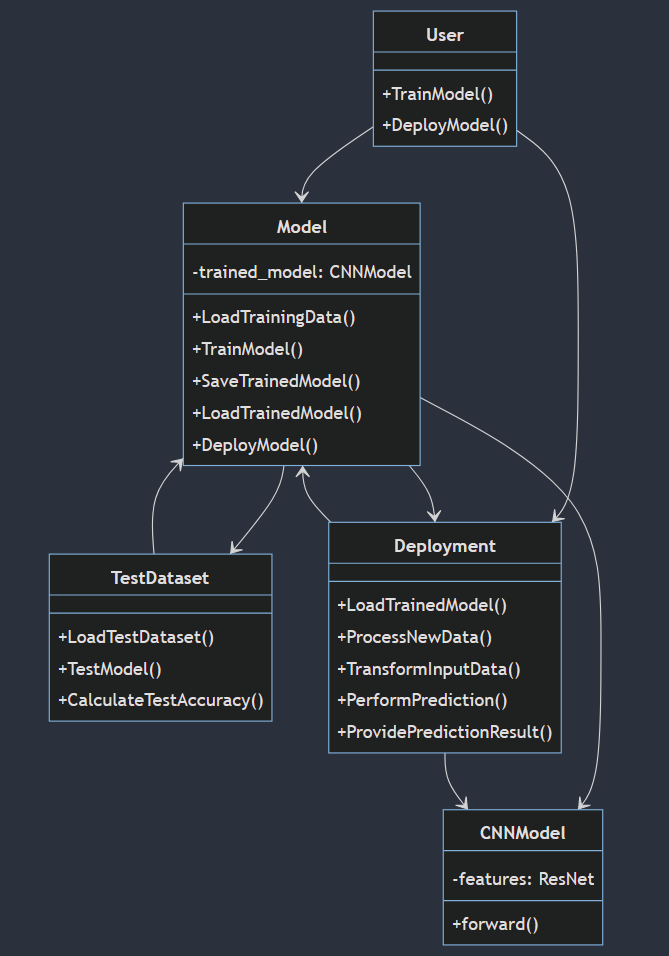 User
+TrainModel()
+DeployModel()
Model
-trained_model: CNNModel
+LoadTrainingData()
+TrainModel()
+SaveTrainedModel()
+LoadTrainedModel()
+DeployModel()
TestDataset
+LoadTestDataset()
+TestModel()
+CalculateTestAccuracy()
Deployment
+LoadTrainedModel()
+ProcessNewData()
+TransformInputData()
+PerformPrediction()
+ProvidePredictionResult()
CNNModel
-features: ResNet
+forward()